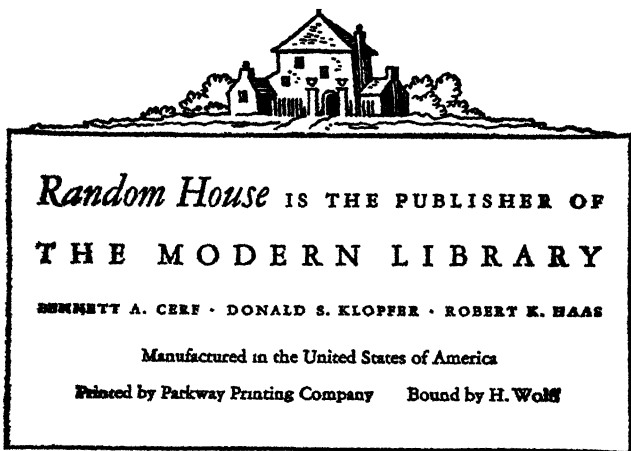 Random House IS THE PUBLISHER OF
THE MODERN LIBRARY
BENNETT A. CERF · DONALD S. KLOPFER · ROBERT K. HAAS
Manufactured in the United States of America
Printed by Parkway Printing Company Bound by H. Wolff